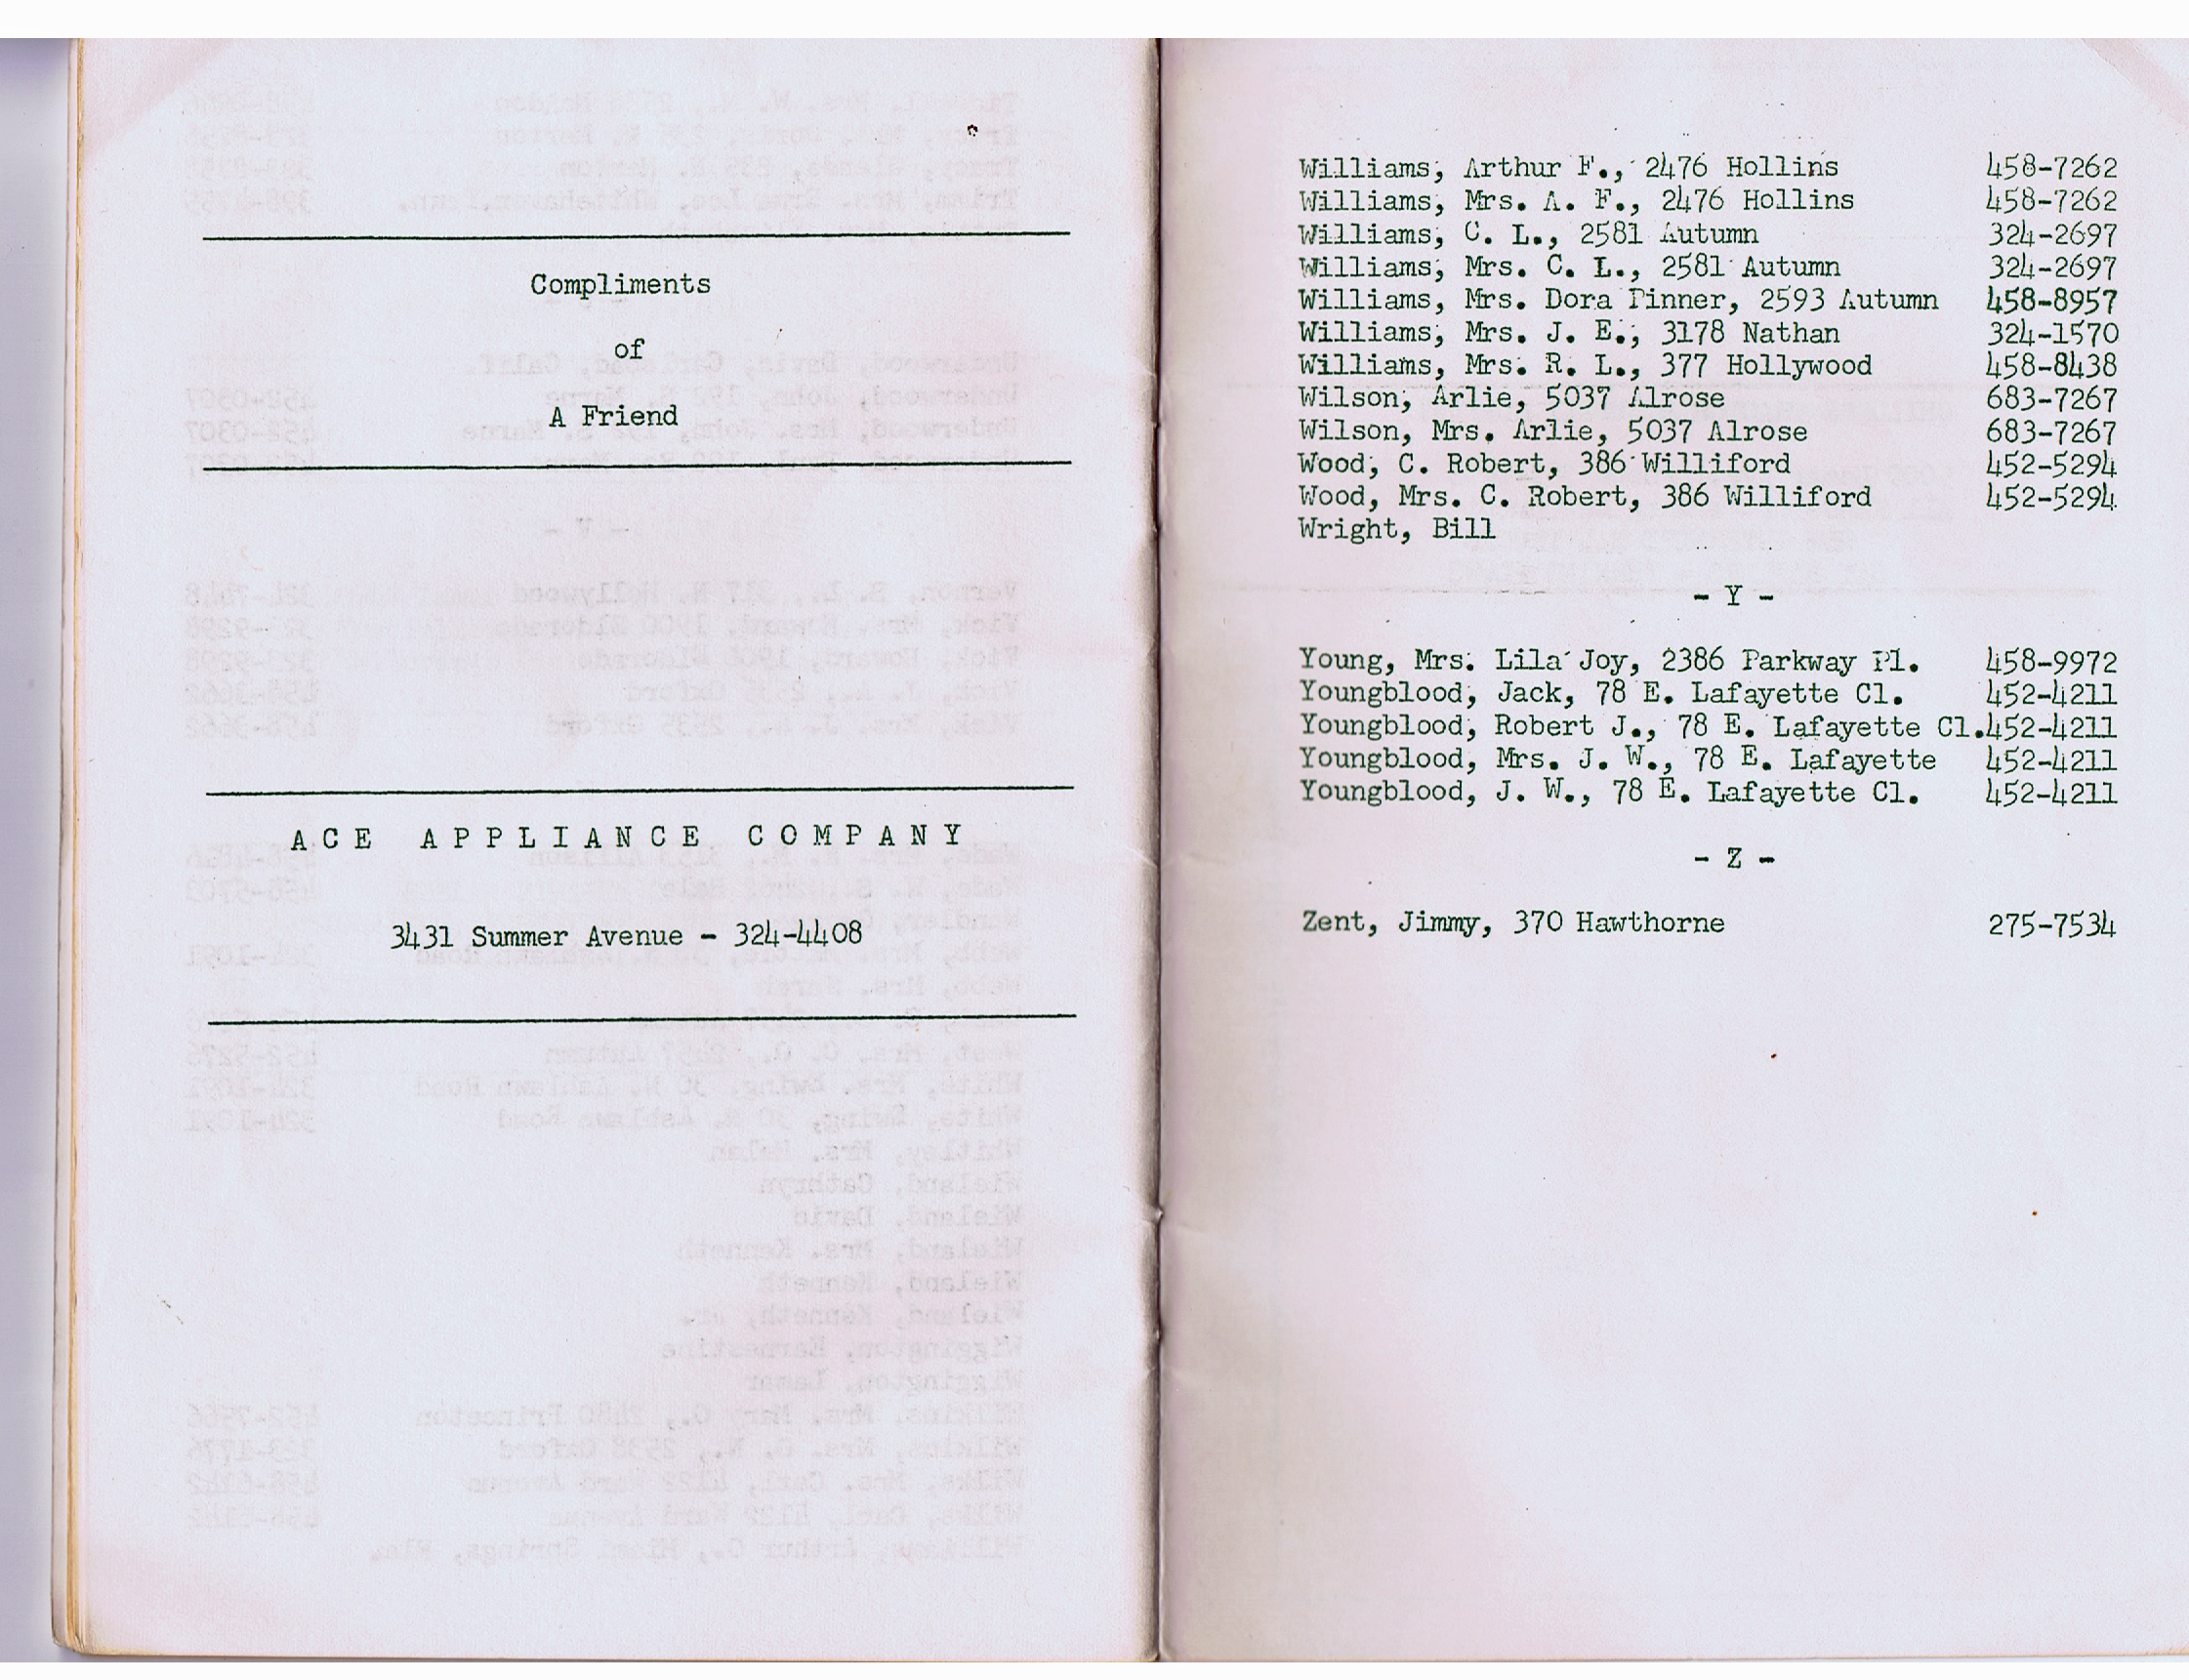 Compliments
of
A Friend
ACE APPLIANCE COMPANY
3431 Summer Avenue - 324-4408
Williams, Arthur F., 2476 Hollins 458-7262
Williams, Mrs. A. F., 2476 Hollins 458-7262
Williams, C. L., 2581 Autumn 324-2697
Williams, Mrs. C. L., 2581 Autumn 324-2697
Williams, Mrs. Dora Pinner, 2593 Autumn 458-8957
Williams, Mrs. J. E., 3178 Nathan 324-1570
Williams, Mrs. R. L., 377 Hollywood 458-8438
Wilson, Arlie, 5037 Alrose 683-7267
Wilson, Mrs. Arlie, 5037 Alrose 683-7267
Wood, C. Robert, 386 Williford 452-5294
Wood, Mrs. C. Robert, 386 Williford 452-5294
Wright, Bill
- Y -
Young, Mrs. Lila Joy, 2386 Parkway Pl. 458-9972
Youngblood, Jack, 78 E. Lafayette Cl. 452-4211
Youngblood, Robert J., 78 E. Lafayette Cl.452-4211
Youngblood, Mrs. J. W., 78 E. Lafayette 452-4211
Youngblood, J. W., 78 E. Lafayette Cl. 452-4211
- Z -
Zent, Jimmy, 370 Hawthorne 275-7534